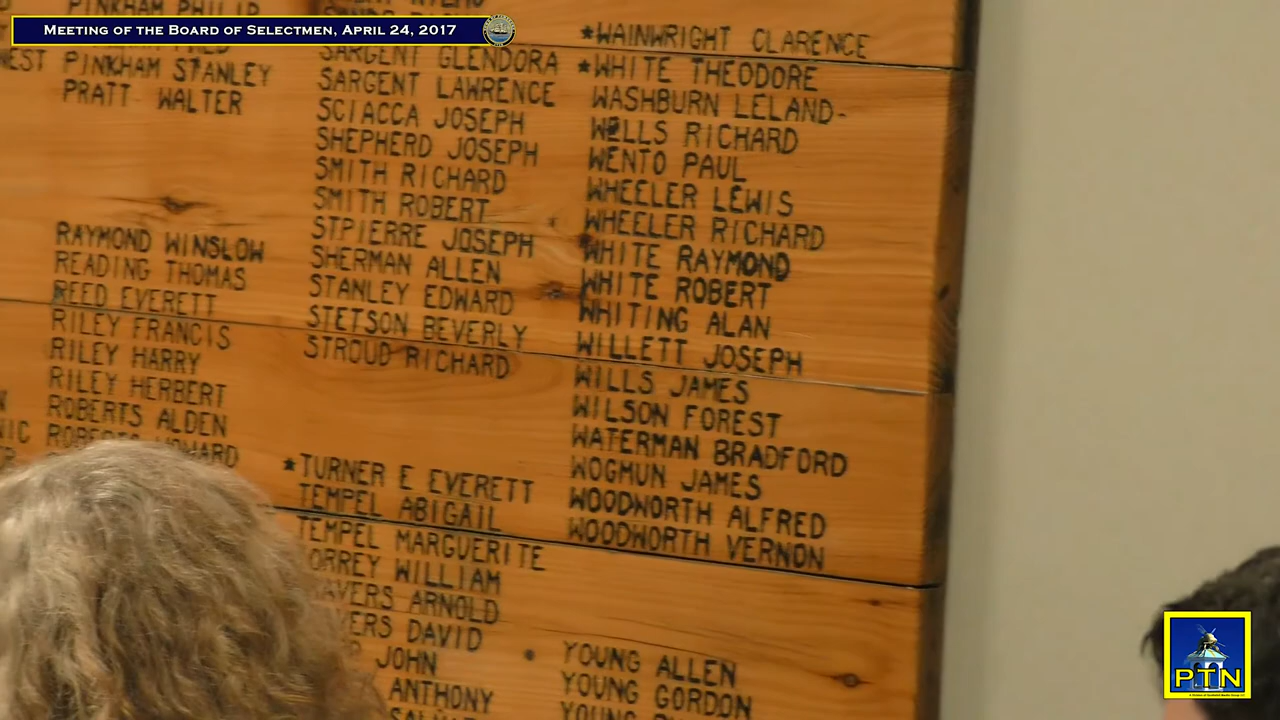 Meeting of the Board of Selectmen, April 24, 2017
PINKHAM PHILIP
PINKHAM STANLEY
PRATT WALTER
RAYMOND WINSLOW
READING THOMAS
REED EVERETT
RILEY FRANCIS
RILEY HARRY
RILEY HERBERT
ROBERTS ALDEN
ROBERTS HOWARD
SARGENT GLENDORA
SARGENT LAWRENCE
SCIACCA JOSEPH
SHEPHERD JOSEPH
SMITH RICHARD
SMITH ROBERT
STPIERRE JOSEPH
SHERMAN ALLEN
STANLEY EDWARD
STETSON BEVERLY
STROUD RICHARD
★TURNER E EVERETT
TEMPEL ABIGAIL
TEMPEL MARGUERITE
WILLIAM
ARNOLD
DAVID
JOHN
ANTHONY
★WAINWRIGHT CLARENCE
★WHITE THEODORE
WASHBURN LELAND-
WELLS RICHARD
WENTO PAUL
WHEELER LEWIS
WHEELER RICHARD
WHITE RAYMOND
WHITE ROBERT
WHITING ALAN
WILLETT JOSEPH
WILLS JAMES
WILSON FOREST
WATERMAN BRADFORD
WOGMUN JAMES
WOODWORTH ALFRED
WOODWORTH VERNON
YOUNG ALLEN
YOUNG GORDON
YOUNG
PTN